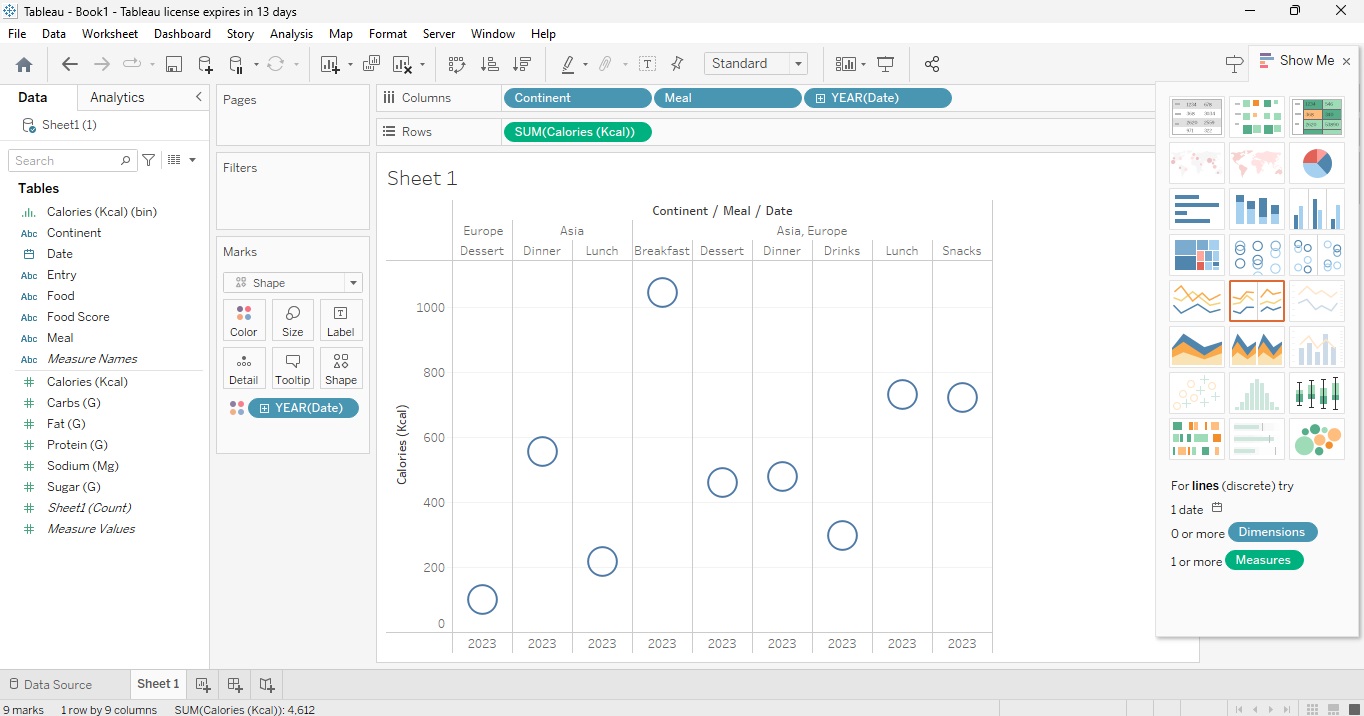 Tableau - Book1 - Tableau license expires in 13 days
File Data Worksheet Dashboard Story Analysis Map Format Server Window Help
Standard
Show Me
Data Analytics
Sheet1 (1)
Search
Tables
Calories (Kcal) (bin)
Abc Continent
Date
Abc Entry
Abc Food
Abc Food Score
Abc Meal
Abc Measure Names
Calories (Kcal)
Carbs (G)
Fat (G)
Protein (G)
Sodium (Mg)
Sugar (G)
Sheet1 (Count)
Measure Values
Pages
Filters
Marks
Shape
Color Size Label
Detail Tooltip Shape
YEAR(Date)
Columns Continent Meal YEAR(Date)
Rows SUM(Calories (Kcal))
Sheet 1
Continent / Meal / Date
Europe Asia Asia, Europe
Dessert Dinner Lunch Breakfast Dessert Dinner Drinks Lunch Snacks
1000
800
600
400
200
0
Calories (Kcal)
2023 2023 2023 2023 2023 2023 2023 2023 2023
For lines (discrete) try
1 date
0 or more Dimensions
1 or more Measures
Data Source Sheet 1
9 marks 1 row by 9 columns SUM(Calories (Kcal)): 4,612